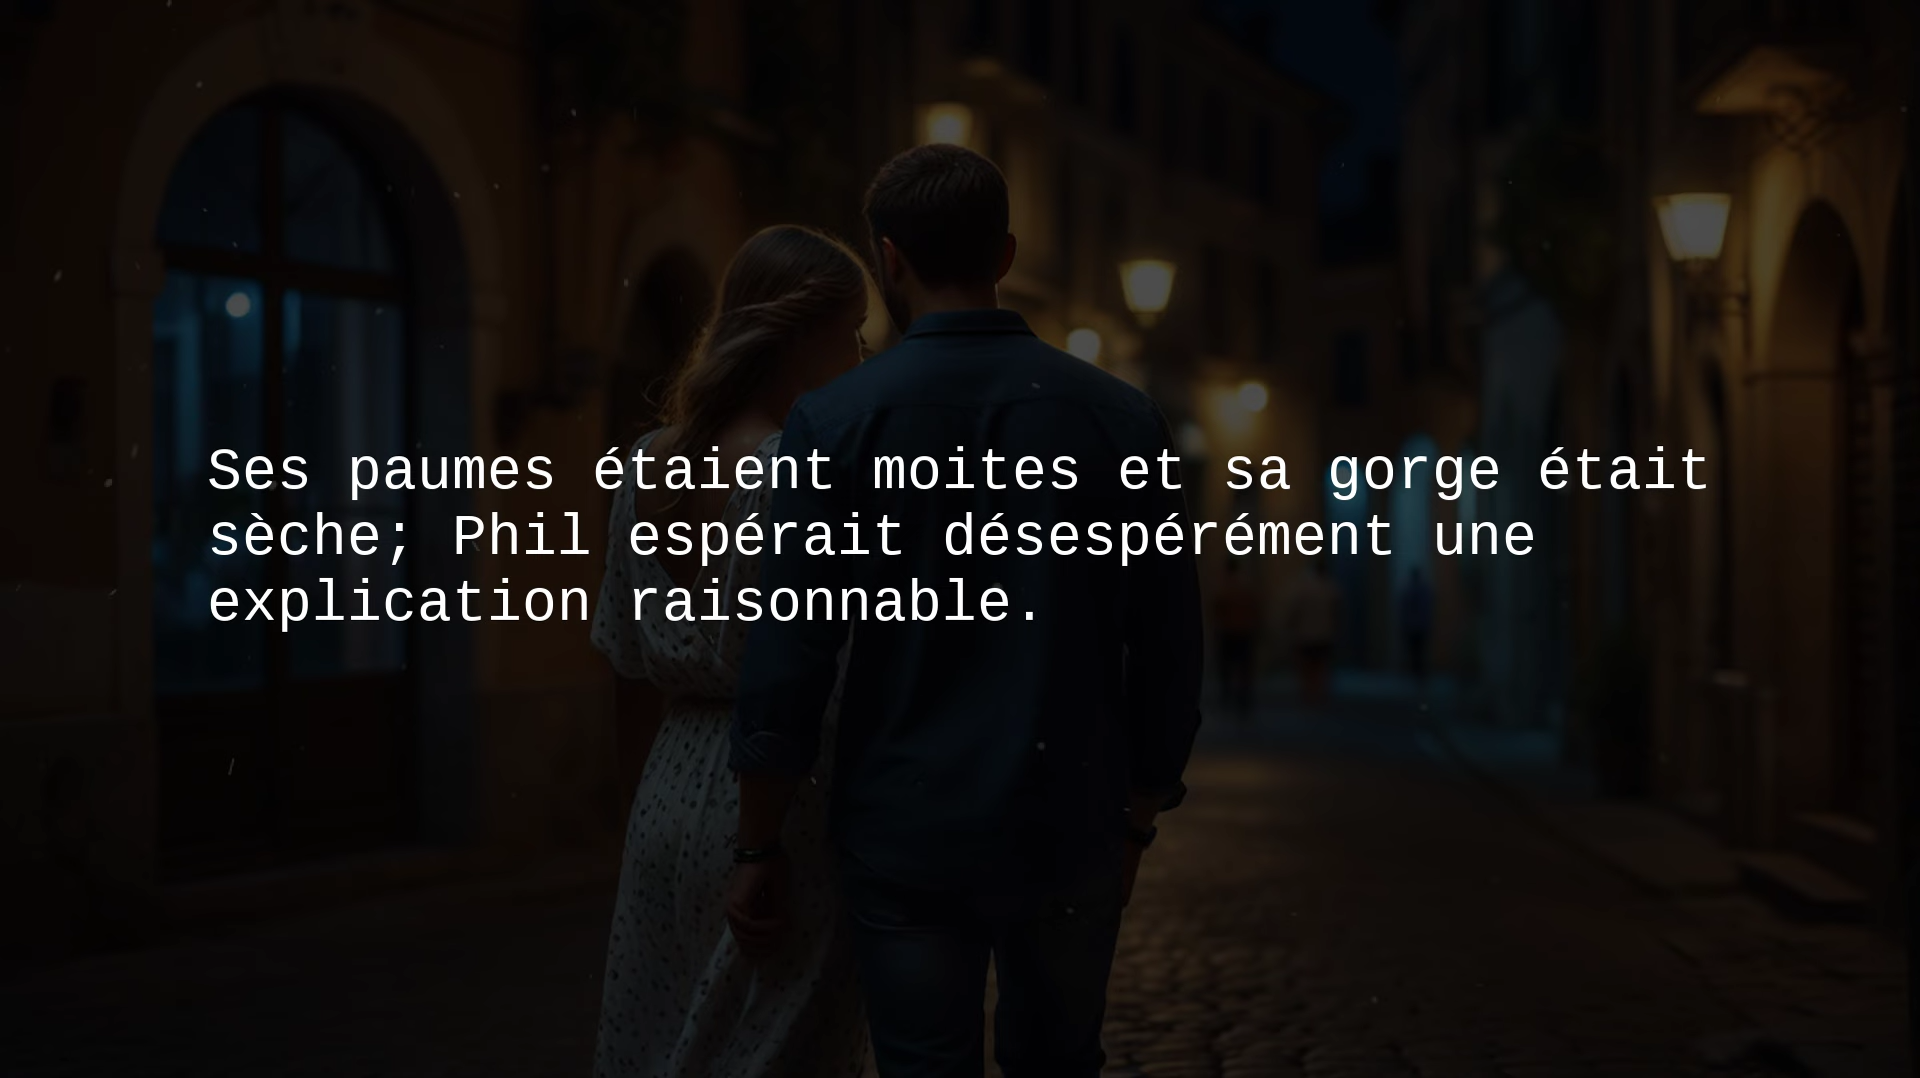 Ses paumes étaient moites et sa gorge était
sèche; Phil espérait désespérément une
explication raisonnable.